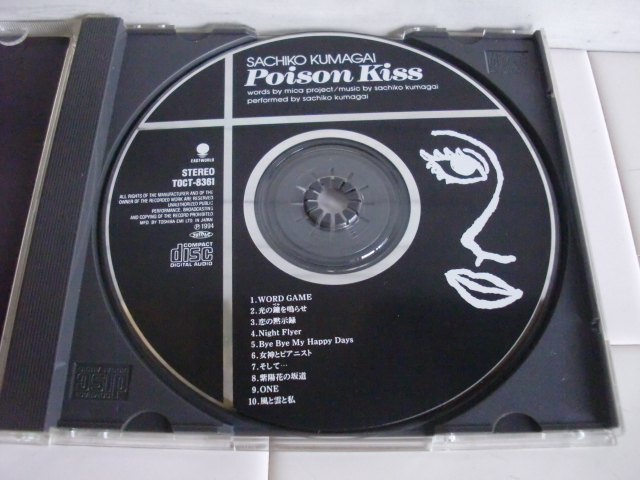 SACHIKO KUMAGAI
Poison Kiss
words by mica project/music by sachiko kumagai
performed by sachiko kumagai
EASTWORLD
STEREO
TOCT-8361
ALL RIGHTS OF THE MANUFACTURER AND OF THE
OWNER OF THE RECORDED WORK ARE RESERVED
UNAUTHORIZED PUBLIC
PERFORMANCE, BROADCASTING
AND COPYING OF THE RECORD PROHIBITED
MFD. BY TOSHIBA EMI LTD. IN JAPAN
Ⓟ1994
COMPACT
disc
DIGITAL AUDIO
1.WORD GAME
2.光の鐘を鳴らせ
3.恋の黙示録
4.Night Flyer
5.Bye Bye My Happy Days
6.女神とピアニスト
7.そして…
8.紫陽花の坂道
9.ONE
10.風と雲と私